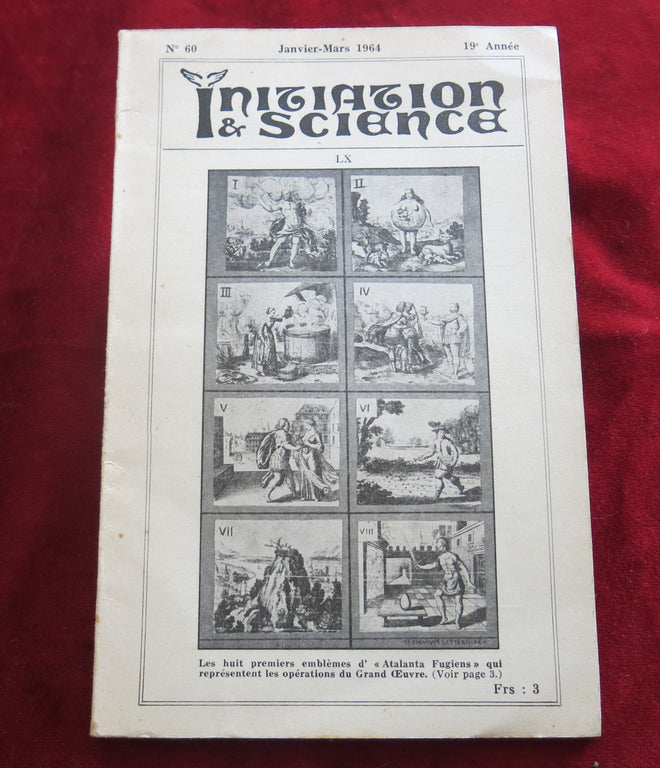 N° 60 Janvier-Mars 1964 19e Année
INITIATION
& SCIENCE
LX
I II
III IV
V VI
VII VIII
Les huit premiers emblèmes d' « Atalanta Fugiens » qui
représentent les opérations du Grand Œuvre. (Voir page 3.)
Frs : 3